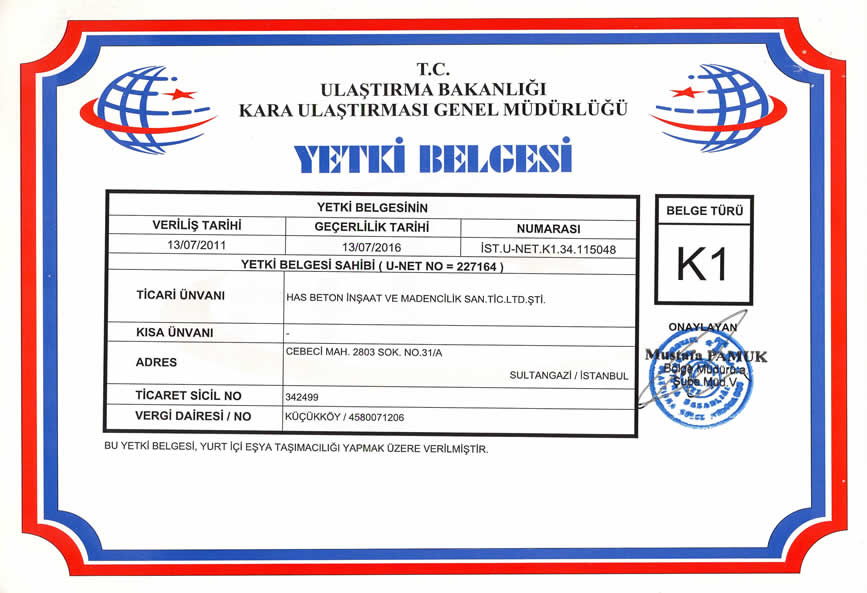 T.C.
ULAŞTIRMA BAKANLIĞI
KARA ULAŞTIRMASI GENEL MÜDÜRLÜĞÜ
YETKİ BELGESİ
YETKİ BELGESİNİN
VERİLİŞ TARİHİ GEÇERLİLİK TARİHİ NUMARASI
13/07/2011 13/07/2016 İST.U-NET.K1.34.115048
YETKİ BELGESİ SAHİBİ ( U-NET NO = 227164 )
TİCARİ ÜNVANI HAS BETON İNŞAAT VE MADENCİLİK SAN.TİC.LTD.ŞTİ.
KISA ÜNVANI -
ADRES CEBECİ MAH. 2803 SOK. NO.31/A
SULTANGAZİ / İSTANBUL
TİCARET SİCİL NO 342499
VERGİ DAİRESİ / NO KÜÇÜKKÖY / 4580071206
BU YETKİ BELGESİ, YURT İÇİ EŞYA TAŞIMACILIĞI YAPMAK ÜZERE VERİLMİŞTİR.
BELGE TÜRÜ
K1
ONAYLAYAN
Mustafa PAMUK
Bölge Müdürü a.
Şube Müd.V.